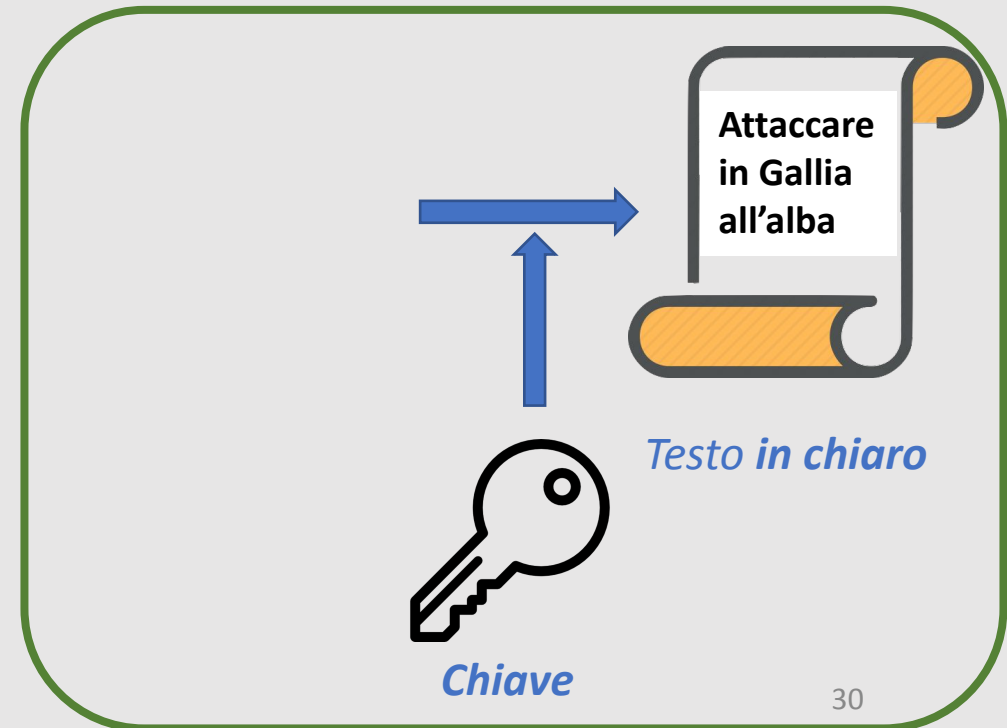 Attaccare
in Gallia
all’alba
Testo in chiaro
Chiave
30